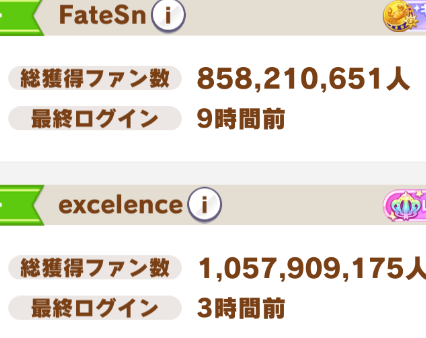 FateSn i
総獲得ファン数 858,210,651人
最終ログイン 9時間前
excelence i
総獲得ファン数 1,057,909,175人
最終ログイン 3時間前